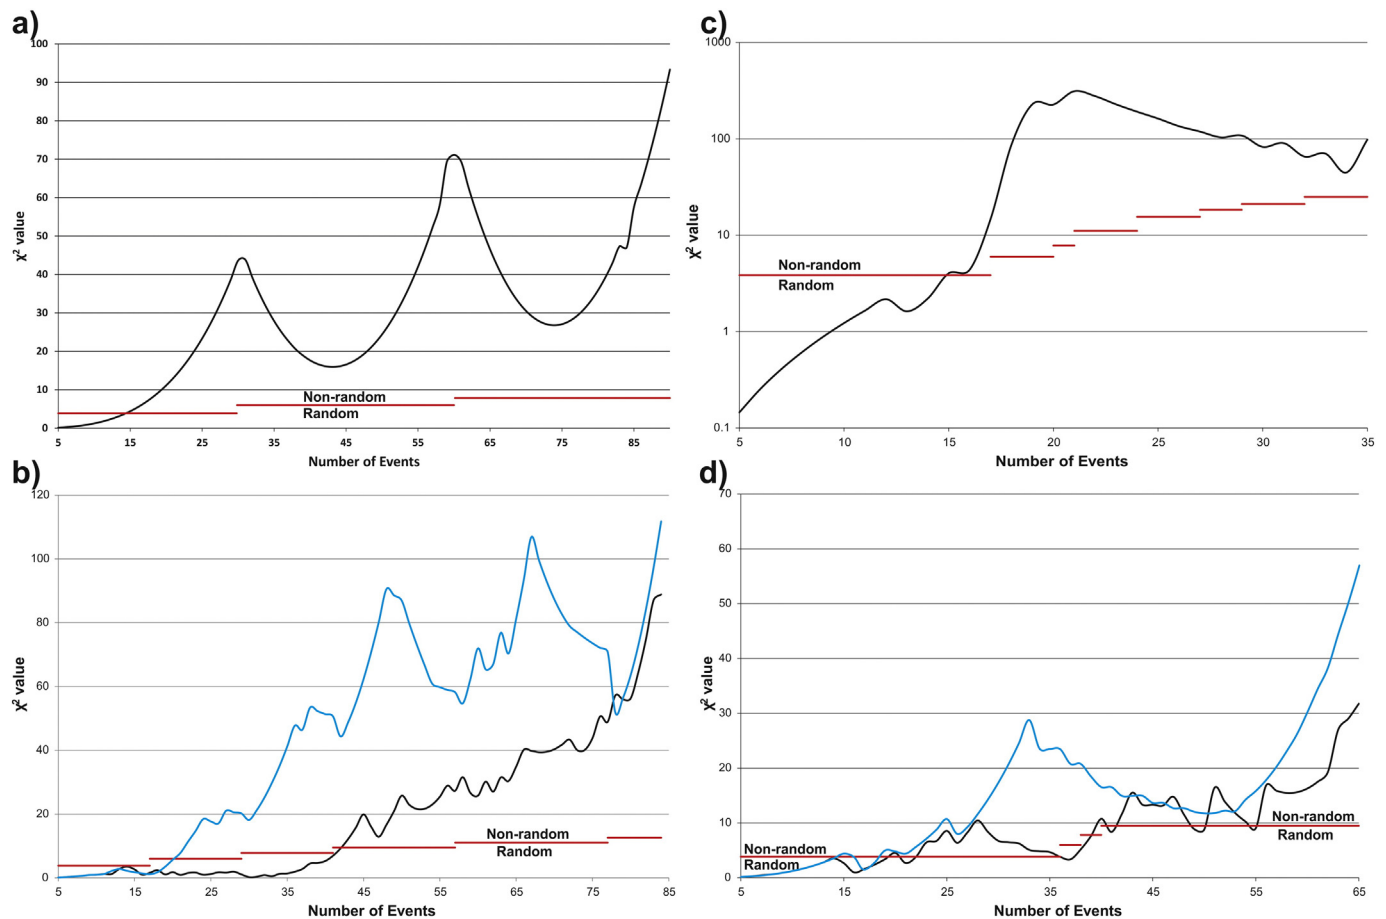 a)
100
90
80
70
60
50
40
30
20
10
0
χ² value
Non-random
Random
5 15 25 35 45 55 65 75 85
Number of Events
c)
1000
100
10
1
0.1
χ² value
Non-random
Random
5 10 15 20 25 30 35
Number of Events
b)
120
100
80
60
40
20
0
χ² value
Non-random
Random
5 15 25 35 45 55 65 75 85
Number of Events
d)
70
60
50
40
30
20
10
0
χ² value
Non-random
Random
Non-random
Random
5 15 25 35 45 55 65
Number of Events